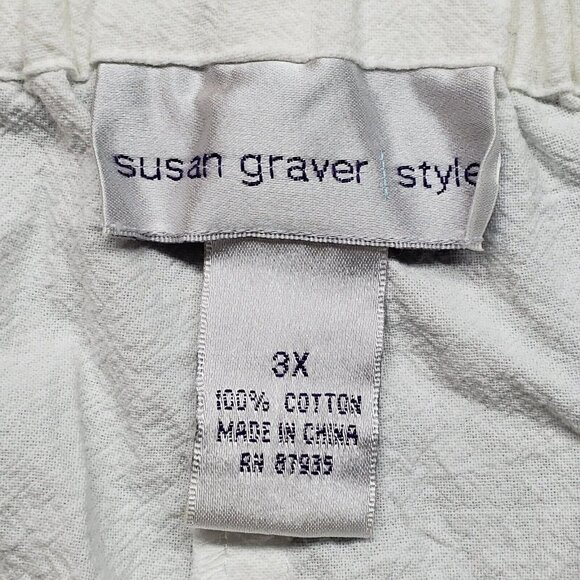 susan graver | style
3X
100% COTTON
MADE IN CHINA
RN 87935